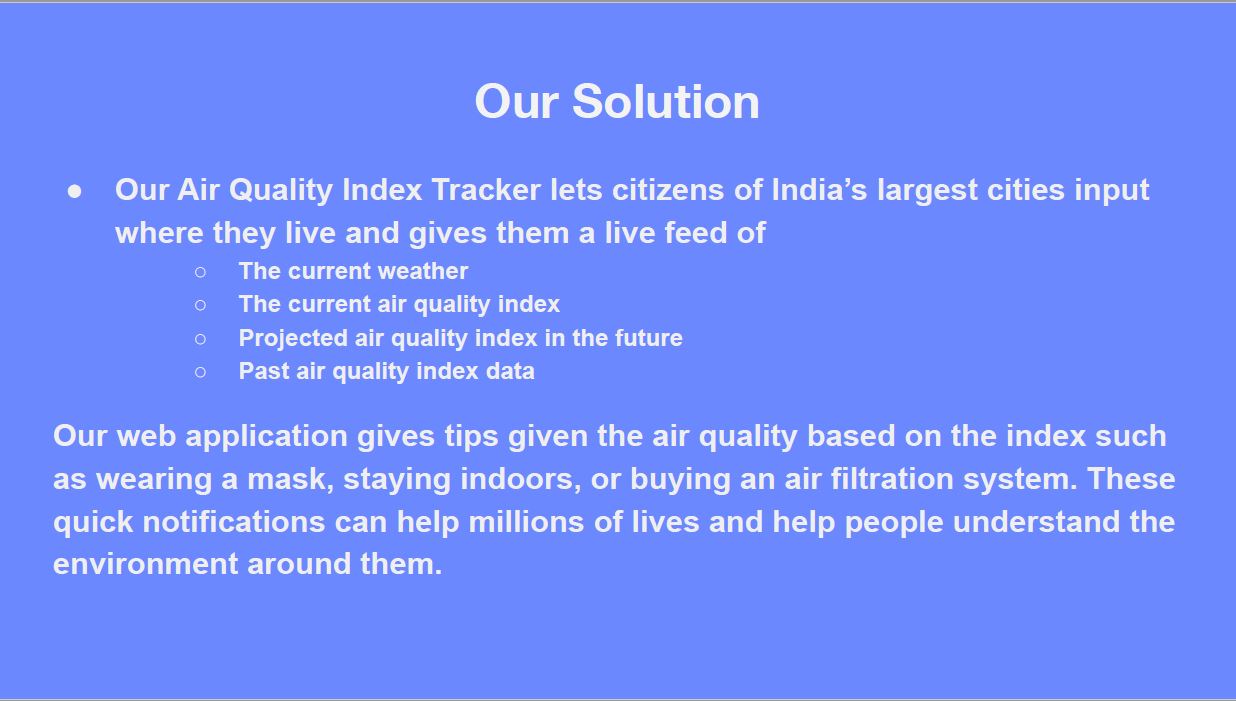 Our Solution
● Our Air Quality Index Tracker lets citizens of India’s largest cities input
where they live and gives them a live feed of
○ The current weather
○ The current air quality index
○ Projected air quality index in the future
○ Past air quality index data
Our web application gives tips given the air quality based on the index such
as wearing a mask, staying indoors, or buying an air filtration system. These
quick notifications can help millions of lives and help people understand the
environment around them.